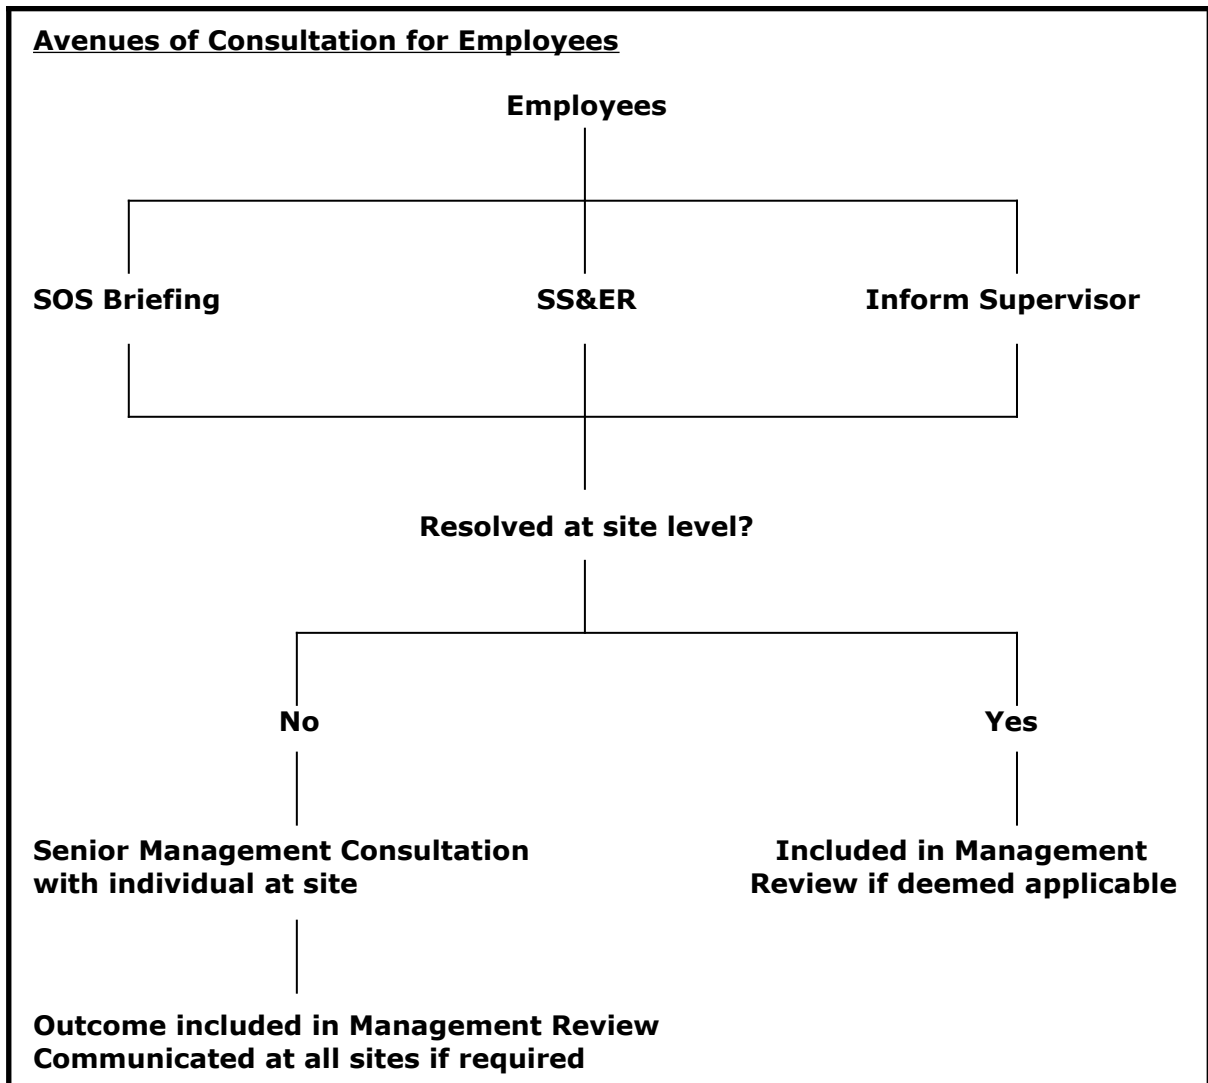 Avenues of Consultation for Employees
Employees
SOS Briefing
SS&ER
Inform Supervisor
Resolved at site level?
No
Yes
Senior Management Consultation
with individual at site
Included in Management
Review if deemed applicable
Outcome included in Management Review
Communicated at all sites if required